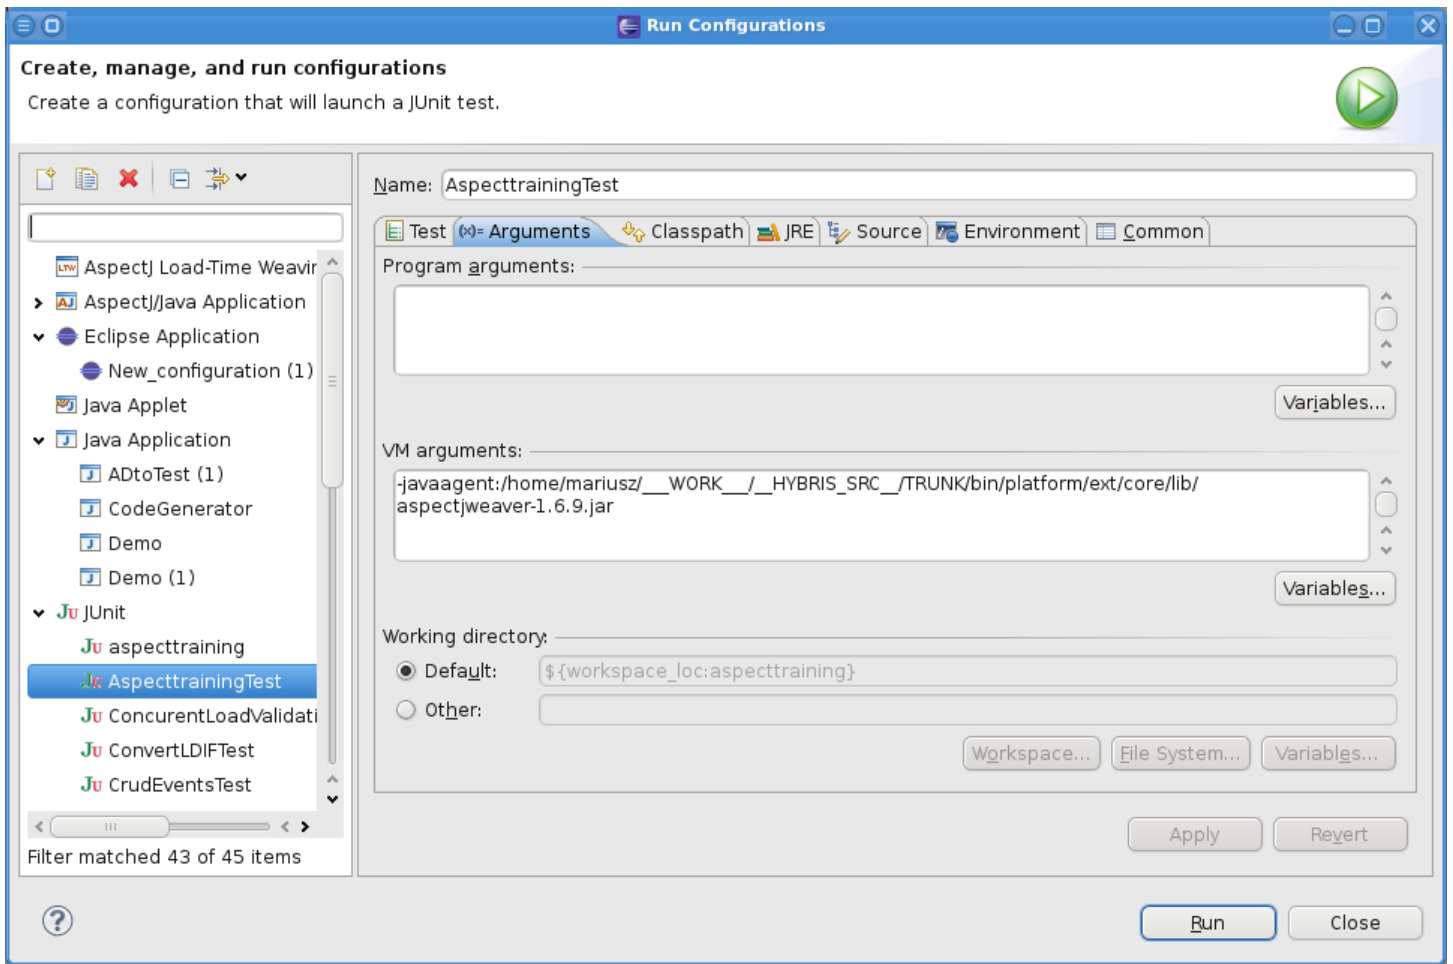 Run Configurations
Create, manage, and run configurations
Create a configuration that will launch a JUnit test.
Name: AspecttrainingTest
Test (x)= Arguments Classpath JRE Source Environment Common
AspectJ Load-Time Weavin
AspectJ/Java Application
Eclipse Application
New_configuration (1)
Java Applet
Java Application
ADtoTest (1)
CodeGenerator
Demo
Demo (1)
JUnit
aspecttraining
AspecttrainingTest
ConcurentLoadValidati
ConvertLDIFTest
CrudEventsTest
Filter matched 43 of 45 items
Program arguments:
Variables...
VM arguments:
-javaagent:/home/mariusz/___WORK___/__HYBRIS_SRC__/TRUNK/bin/platform/ext/core/lib/
aspectjweaver-1.6.9.jar
Variables...
Working directory:
Default: ${workspace_loc:aspecttraining}
Other:
Workspace... File System... Variables...
Apply Revert
Run Close